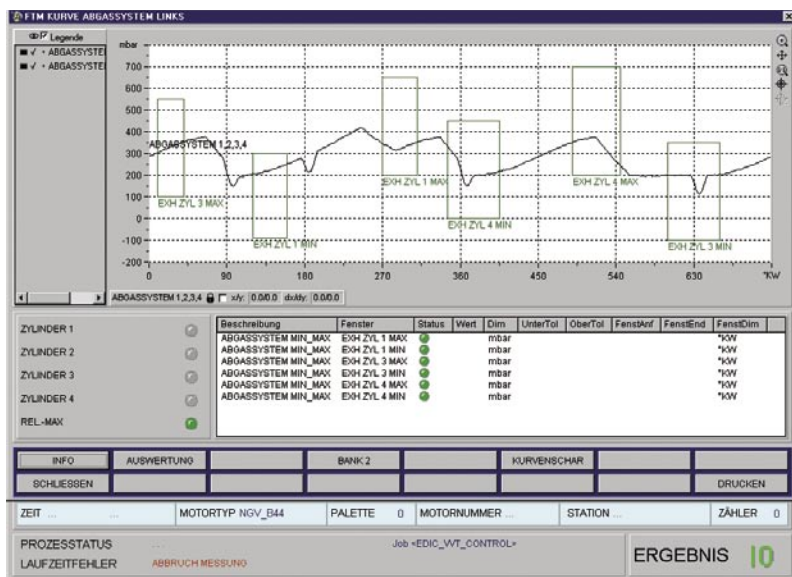 FTM KURVE ABGASSYSTEM LINKS
Legende
ABGASSYSTE
ABGASSYSTE
mbar
700
600
500
400
300
200
100
0
-100
-200
ABGASSYSTEM 1,2,3,4
EXH ZYL 3 MAX
EXH ZYL 1 MIN
EXH ZYL 1 MAX
EXH ZYL 4 MIN
EXH ZYL 4 MAX
EXH ZYL 3 MIN
0 90 180 270 360 450 540 630 °KW
ABGASSYSTEM 1,2,3,4 x/y: 0.0/0.0 dx/dy: 0.0/0.0
ZYLINDER 1
ZYLINDER 2
ZYLINDER 3
ZYLINDER 4
REL.-MAX
Beschreibung Fenster Status Wert Dim UnterTol OberTol FenstAnf FenstEnd FenstDim
ABGASSYSTEM MIN_MAX EXH ZYL 1 MAX mbar °KW
ABGASSYSTEM MIN_MAX EXH ZYL 1 MIN mbar
ABGASSYSTEM MIN_MAX EXH ZYL 3 MAX mbar °KW
ABGASSYSTEM MIN_MAX EXH ZYL 3 MIN mbar °KW
ABGASSYSTEM MIN_MAX EXH ZYL 4 MAX mbar °KW
ABGASSYSTEM MIN_MAX EXH ZYL 4 MIN mbar °KW
INFO AUSWERTUNG BANK 2 KURVENSCHAR
SCHLIESSEN DRUCKEN
ZEIT ... ... MOTORTYP NGV_B44 PALETTE 0 MOTORNUMMER ... STATION ... ZÄHLER 0
PROZESSTATUS ... Job «EDIC_VVT_CONTROL»
LAUFZEITFEHLER ABBRUCH MESSUNG
ERGEBNIS IO